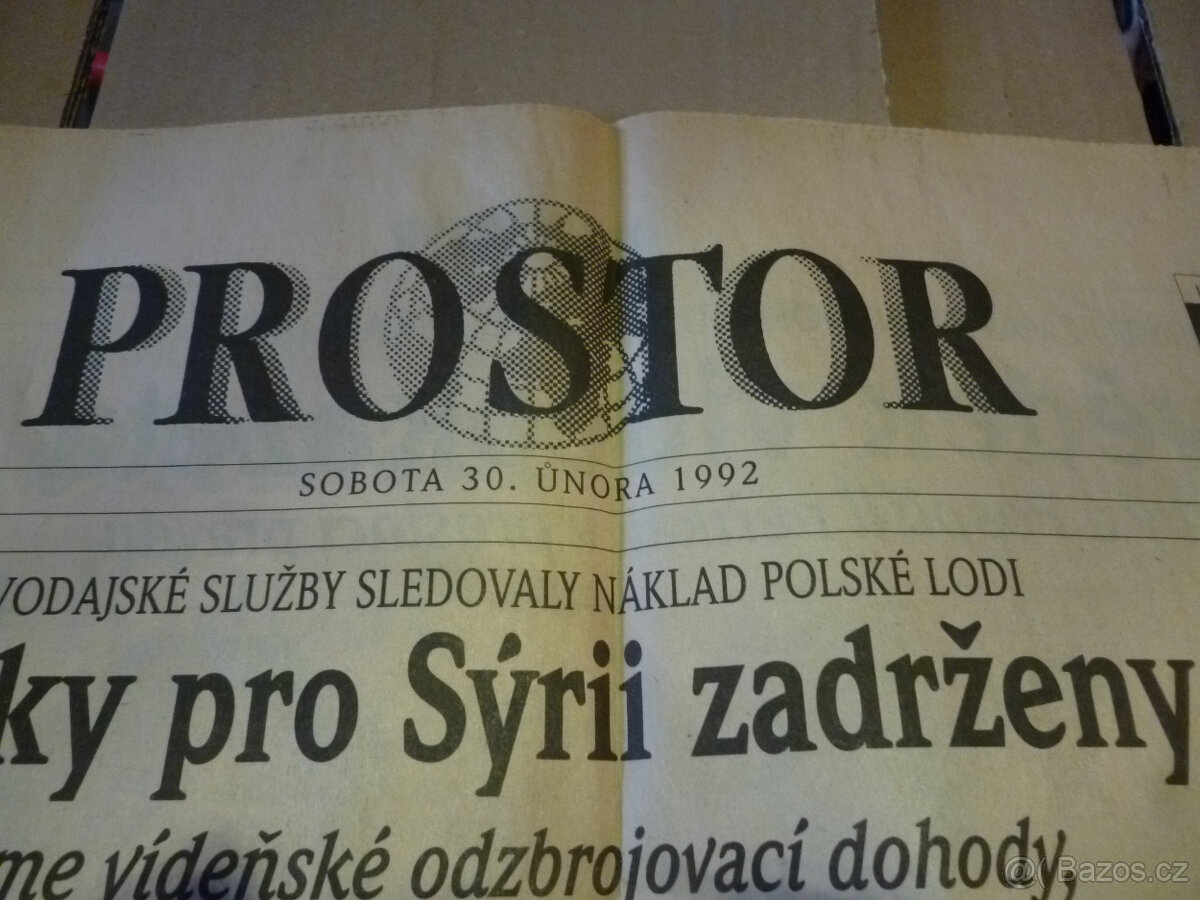 PROSTOR
SOBOTA 30. ŮNORA 1992
VODAJSKÉ SLUŽBY SLEDOVALY NÁKLAD POLSKÉ LODI
ky pro Sýrii zadrženy
me vídeňské odzbrojovací dohody,
@ Bazos.cz